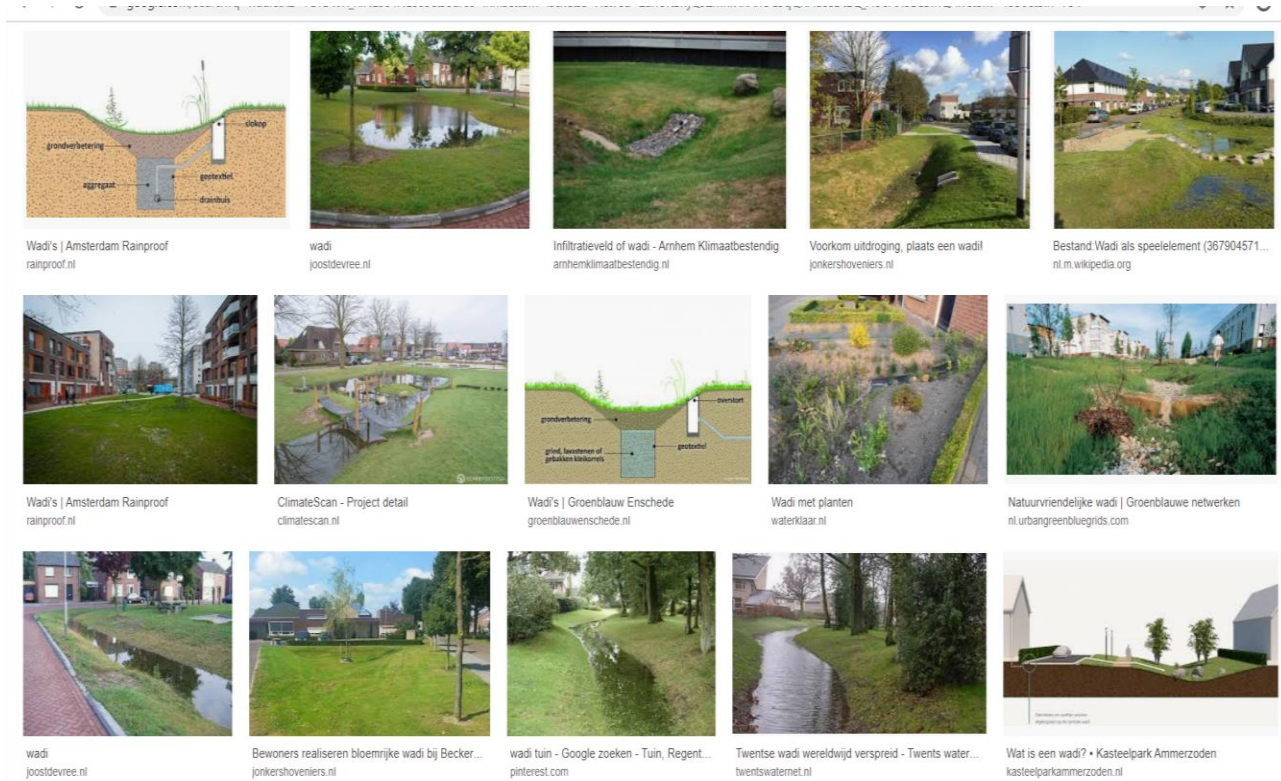 slokop
grondverbetering
aggregaat
geotextiel
drainbuis
Wadi's | Amsterdam Rainproof
rainproof.nl
wadi
joostdevree.nl
Infiltratieveld of wadi - Arnhem Klimaatbestendig
arnhemklimaatbestendig.nl
Voorkom uitdroging, plaats een wadi!
jonkershoveniers.nl
Bestand:Wadi als speelelement (367904571...
nl.m.wikipedia.org
overstort
grondverbetering
geotextiel
grind, lavastenen of
gebakken kleikorrels
Wadi's | Amsterdam Rainproof
rainproof.nl
ClimateScan - Project detail
climatescan.nl
Wadi's | Groenblauw Enschede
groenblauwenschede.nl
Wadi met planten
waterklaar.nl
Natuurvriendelijke wadi | Groenblauwe netwerken
nl.urbangreenbluegrids.com
wadi
joostdevree.nl
Bewoners realiseren bloemrijke wadi bij Becker...
jonkershoveniers.nl
wadi tuin - Google zoeken - Tuin, Regent...
pinterest.com
Twentse wadi wereldwijd verspreid - Twents water...
twentswaternet.nl
Wat is een wadi? • Kasteelpark Ammerzoden
kasteelparkammerzoden.nl